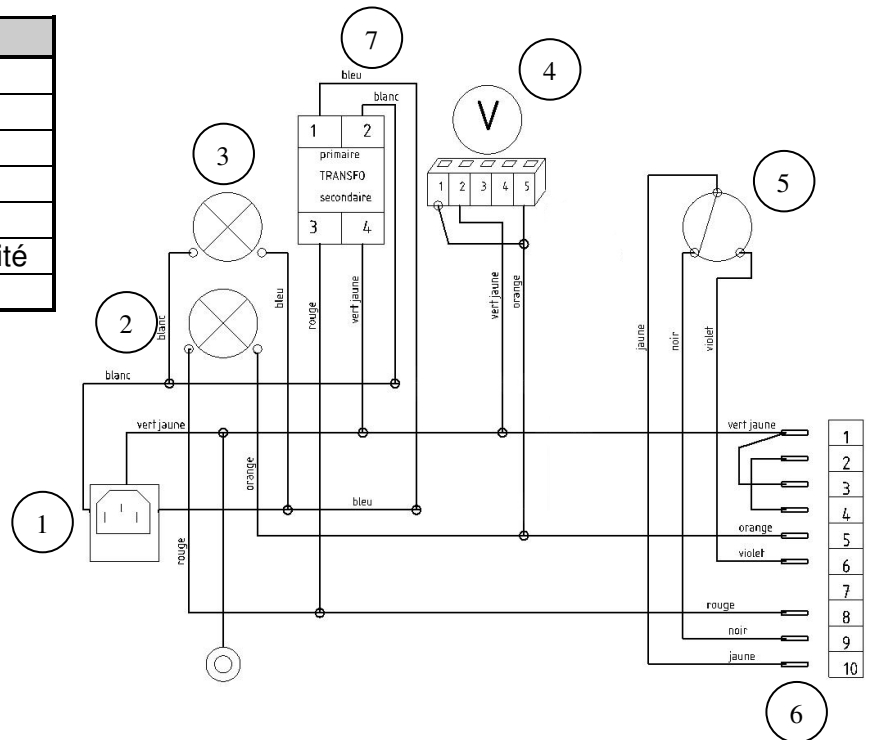 ité
7
bleu
4
blanc
V
1 2
3
primaire
TRANSFO
secondaire
1 2 3 4 5
5
3 4
bleu
rouge
vert jaune
vert jaune
orange
jaune
noir
violet
2
blanc
blanc
vert jaune
vert jaune
1
2
orange
3
1
bleu
4
orange
5
rouge
violet
6
7
rouge
8
noir
9
jaune
10
6